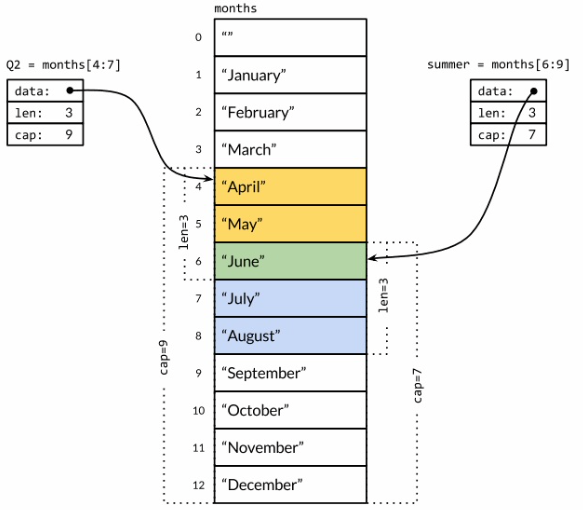 months
Q2 = months[4:7]
data:
len: 3
cap: 9
summer = months[6:9]
data:
len: 3
cap: 7
0 “”
1 “January”
2 “February”
3 “March”
4 “April”
5 “May”
6 “June”
7 “July”
8 “August”
9 “September”
10 “October”
11 “November”
12 “December”
len=3
cap=9
len=3
cap=7